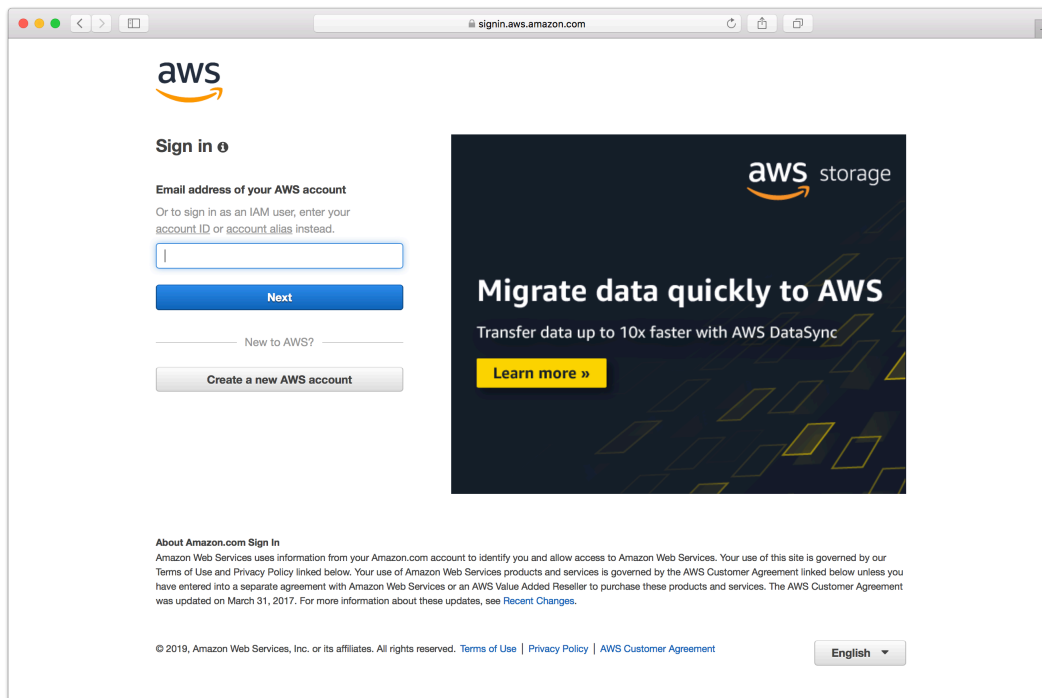 signin.aws.amazon.com
aws
Sign in
Email address of your AWS account
Or to sign in as an IAM user, enter your
account ID or account alias instead.
Next
New to AWS?
Create a new AWS account
aws storage
Migrate data quickly to AWS
Transfer data up to 10x faster with AWS DataSync
Learn more »
About Amazon.com Sign In
Amazon Web Services uses information from your Amazon.com account to identify you and allow access to Amazon Web Services. Your use of this site is governed by our
Terms of Use and Privacy Policy linked below. Your use of Amazon Web Services products and services is governed by the AWS Customer Agreement linked below unless you
have entered into a separate agreement with Amazon Web Services or an AWS Value Added Reseller to purchase these products and services. The AWS Customer Agreement
was updated on March 31, 2017. For more information about these updates, see Recent Changes.
© 2019, Amazon Web Services, Inc. or its affiliates. All rights reserved. Terms of Use | Privacy Policy | AWS Customer Agreement
English